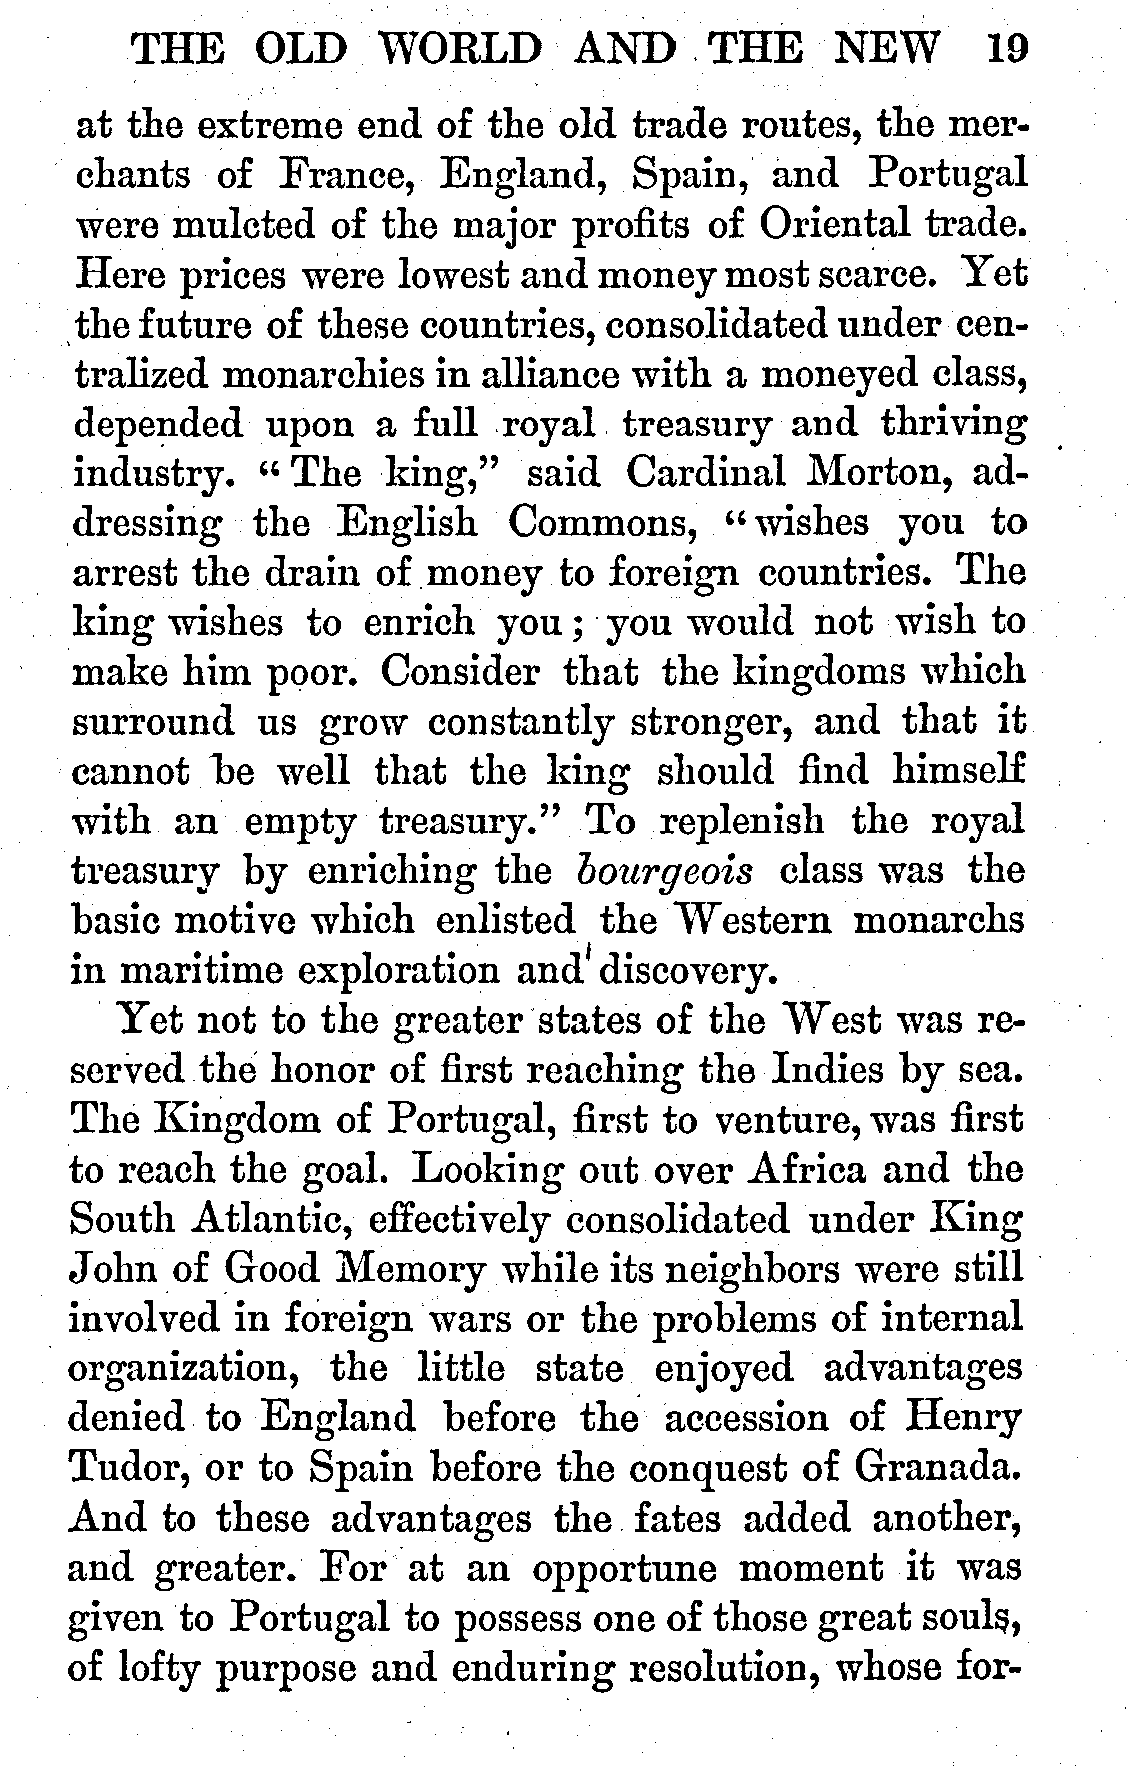 THE OLD WORLD AND THE NEW 19
at the extreme end of the old trade routes, the mer-
chants of France, England, Spain, and Portugal
were mulcted of the major profits of Oriental trade.
Here prices were lowest and money most scarce. Yet
the future of these countries, consolidated under cen-
tralized monarchies in alliance with a moneyed class,
depended upon a full royal treasury and thriving
industry. “The king,” said Cardinal Morton, ad-
dressing the English Commons, “wishes you to
arrest the drain of money to foreign countries. The
king wishes to enrich you; you would not wish to
make him poor. Consider that the kingdoms which
surround us grow constantly stronger, and that it
cannot be well that the king should find himself
with an empty treasury.” To replenish the royal
treasury by enriching the bourgeois class was the
basic motive which enlisted the Western monarchs
in maritime exploration and discovery.
Yet not to the greater states of the West was re-
served the honor of first reaching the Indies by sea.
The Kingdom of Portugal, first to venture, was first
to reach the goal. Looking out over Africa and the
South Atlantic, effectively consolidated under King
John of Good Memory while its neighbors were still
involved in foreign wars or the problems of internal
organization, the little state enjoyed advantages
denied to England before the accession of Henry
Tudor, or to Spain before the conquest of Granada.
And to these advantages the fates added another,
and greater. For at an opportune moment it was
given to Portugal to possess one of those great souls,
of lofty purpose and enduring resolution, whose for-